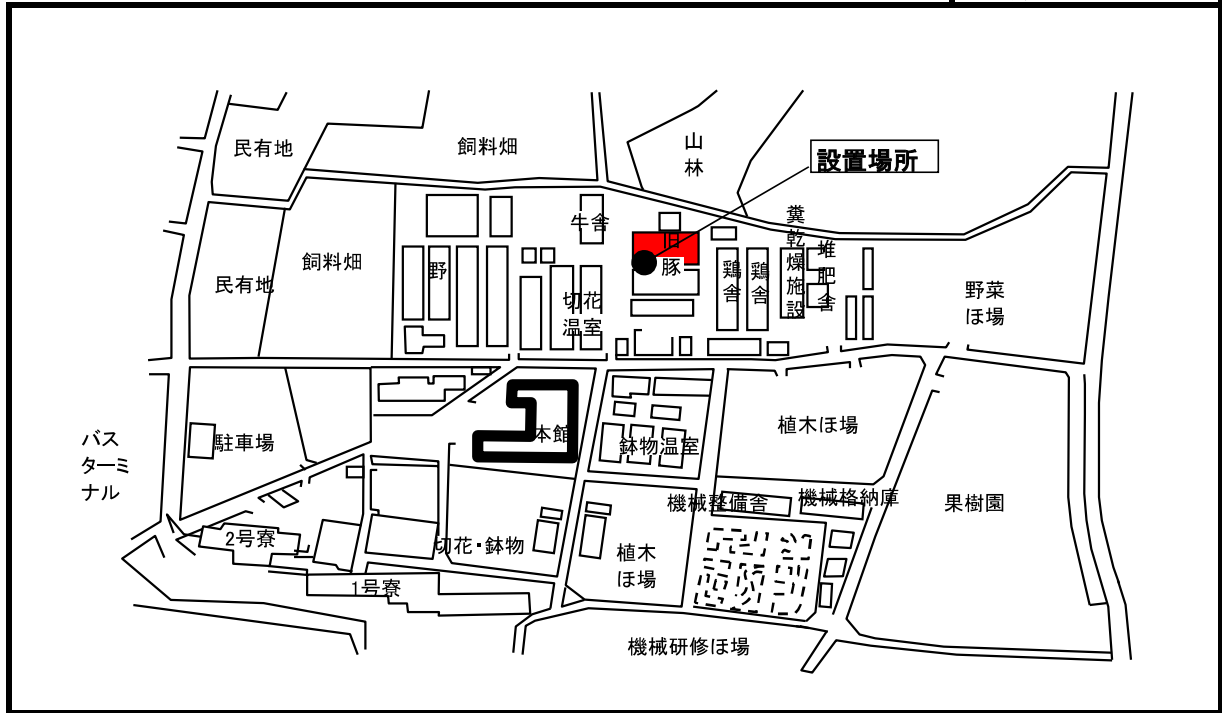 民有地
飼料畑
山
林
設置場所
民有地
飼料畑
野
牛舎
切花
温室
旧
豚
鶏
舎
鶏
舎
糞
乾
燥
施
設
堆
肥
舎
野菜
ほ場
バス
ターミ
ナル
駐車場
本館
鉢物温室
植木ほ場
機械整備舎
機械格納庫
果樹園
2号寮
切花・鉢物
植木
ほ場
1号寮
機械研修ほ場